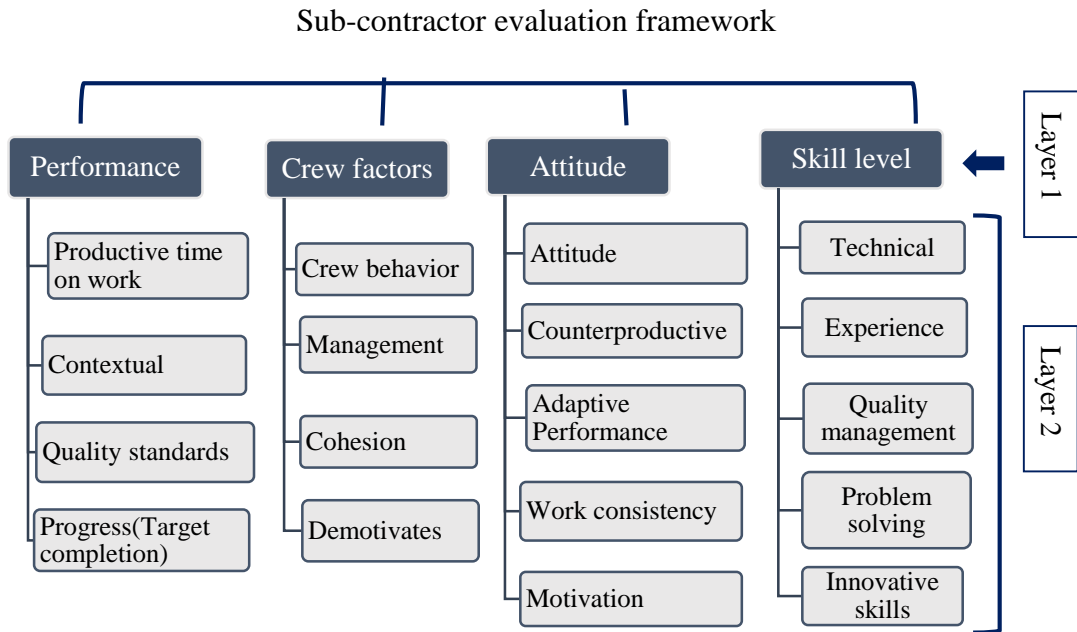 Sub-contractor evaluation framework
Performance
Productive time
on work
Contextual
Quality standards
Progress(Target
completion)
Crew factors
Crew behavior
Management
Cohesion
Demotivates
Attitude
Attitude
Counterproductive
Adaptive
Performance
Work consistency
Motivation
Skill level
Technical
Experience
Quality
management
Problem
solving
Innovative
skills
Layer 1
Layer 2